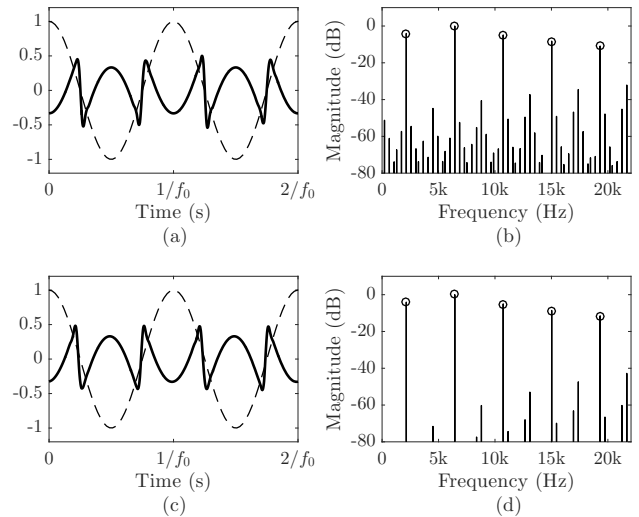 1
0.5
0
-0.5
-1
0
1/f0
2/f0
Time (s)
(a)
0
-20
-40
-60
-80
Magnitude (dB)
0
5k
10k
15k
20k
Frequency (Hz)
(b)
1
0.5
0
-0.5
-1
0
1/f0
2/f0
Time (s)
(c)
0
-20
-40
-60
-80
Magnitude (dB)
0
5k
10k
15k
20k
Frequency (Hz)
(d)